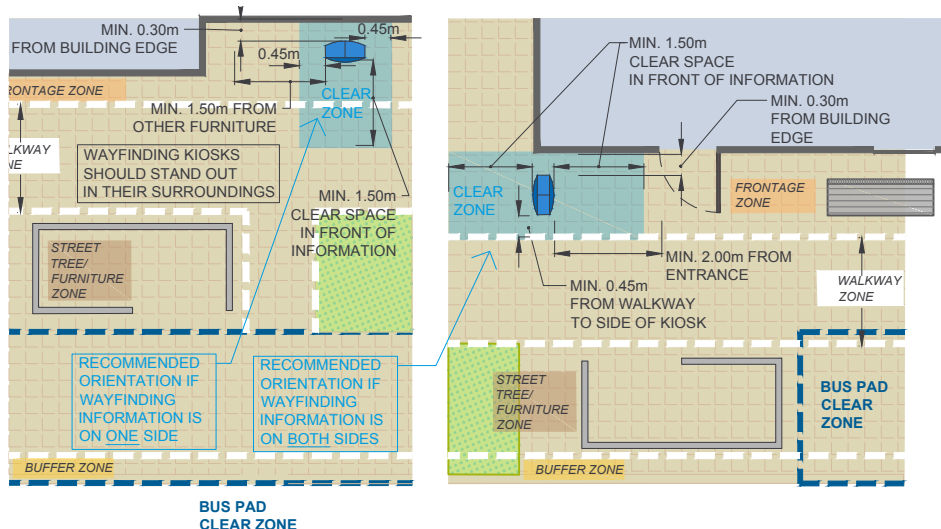 MIN. 0.30m
FROM BUILDING EDGE
0.45m
0.45m
CLEAR
ZONE
RONTAGE ZONE
MIN. 1.50m FROM
OTHER FURNITURE
LKWAY
NE
WAYFINDING KIOSKS
SHOULD STAND OUT
IN THEIR SURROUNDINGS
MIN. 1.50m
CLEAR SPACE
IN FRONT OF
INFORMATION
STREET
TREE/
FURNITURE
ZONE
RECOMMENDED
ORIENTATION IF
WAYFINDING
INFORMATION IS
ON ONE SIDE
RECOMMENDED
ORIENTATION IF
WAYFINDING
INFORMATION IS
ON BOTH SIDES
BUFFER ZONE
BUS PAD
CLEAR ZONE
MIN. 1.50m
CLEAR SPACE
IN FRONT OF INFORMATION
MIN. 0.30m
FROM BUILDING
EDGE
CLEAR
ZONE
FRONTAGE
ZONE
MIN. 2.00m FROM
ENTRANCE
MIN. 0.45m
FROM WALKWAY
TO SIDE OF KIOSK
WALKWAY
ZONE
STREET
TREE/
FURNITURE
ZONE
BUS PAD
CLEAR
ZONE
BUFFER ZONE